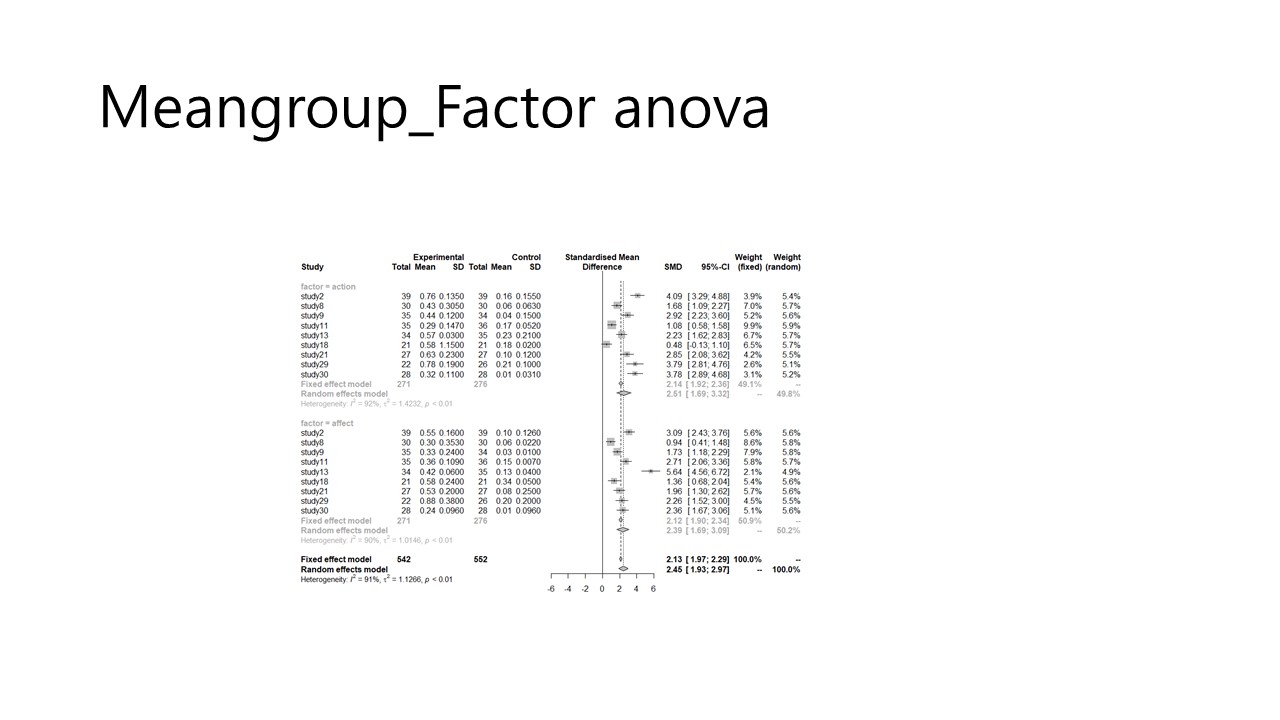 Meangroup_Factor anova
Experimental Control Standardised Mean Weight Weight
Study Total Mean SD Total Mean SD Difference SMD 95%-CI (fixed) (random)
factor = action
study2 39 0.76 0.1350 39 0.16 0.1550 4.09 [ 3.29; 4.88] 3.9% 5.4%
study8 30 0.43 0.3050 30 0.06 0.0630 1.68 [ 1.09; 2.27] 7.0% 5.7%
study9 35 0.44 0.1200 34 0.04 0.1500 2.92 [ 2.23; 3.60] 5.2% 5.6%
study11 35 0.29 0.1470 36 0.17 0.0520 1.08 [ 0.58; 1.58] 9.9% 5.9%
study13 34 0.57 0.0300 35 0.23 0.2100 2.23 [ 1.62; 2.83] 6.7% 5.7%
study18 21 0.58 1.1500 21 0.18 0.0200 0.48 [-0.13; 1.10] 6.5% 5.7%
study21 27 0.63 0.2300 27 0.10 0.1200 2.85 [ 2.08; 3.62] 4.2% 5.5%
study29 22 0.78 0.1900 26 0.21 0.1000 3.79 [ 2.81; 4.76] 2.6% 5.1%
study30 28 0.32 0.1100 28 0.01 0.0310 3.78 [ 2.89; 4.68] 3.1% 5.2%
Fixed effect model 271 276 2.14 [ 1.92; 2.36] 49.1% --
Random effects model 2.51 [ 1.69; 3.32] -- 49.8%
Heterogeneity: I² = 92%, τ² = 1.4232, p < 0.01
factor = affect
study2 39 0.55 0.1600 39 0.10 0.1260 3.09 [ 2.43; 3.76] 5.6% 5.6%
study8 30 0.30 0.3530 30 0.06 0.0220 0.94 [ 0.41; 1.48] 8.6% 5.8%
study9 35 0.33 0.2400 34 0.03 0.0100 1.73 [ 1.18; 2.29] 7.9% 5.8%
study11 35 0.36 0.1090 36 0.15 0.0070 2.71 [ 2.06; 3.36] 5.8% 5.7%
study13 34 0.42 0.0600 35 0.13 0.0400 5.64 [ 4.56; 6.72] 2.1% 4.9%
study18 21 0.58 0.2400 21 0.34 0.0500 1.36 [ 0.68; 2.04] 5.4% 5.6%
study21 27 0.53 0.2000 27 0.08 0.2500 1.96 [ 1.30; 2.62] 5.7% 5.6%
study29 22 0.88 0.3800 26 0.20 0.2000 2.26 [ 1.52; 3.00] 4.5% 5.5%
study30 28 0.24 0.0960 28 0.01 0.0960 2.36 [ 1.67; 3.06] 5.1% 5.6%
Fixed effect model 271 276 2.12 [ 1.90; 2.34] 50.9% --
Random effects model 2.39 [ 1.69; 3.09] -- 50.2%
Heterogeneity: I² = 90%, τ² = 1.0146, p < 0.01
Fixed effect model 542 552 2.13 [ 1.97; 2.29] 100.0% --
Random effects model 2.45 [ 1.93; 2.97] -- 100.0%
Heterogeneity: I² = 91%, τ² = 1.1266, p < 0.01
-6 -4 -2 0 2 4 6